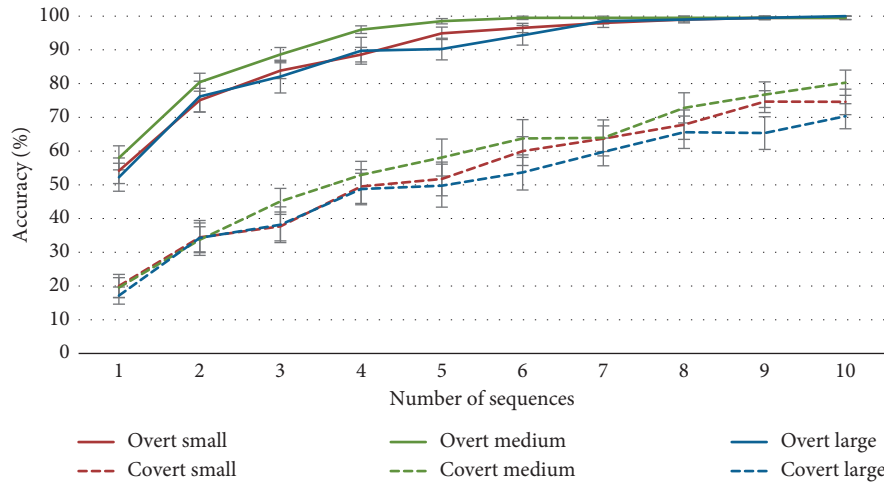 100
90
80
70
60
50
40
30
20
10
0
Accuracy (%)
1 2 3 4 5 6 7 8 9 10
Number of sequences
Overt small Overt medium Overt large
Covert small Covert medium Covert large